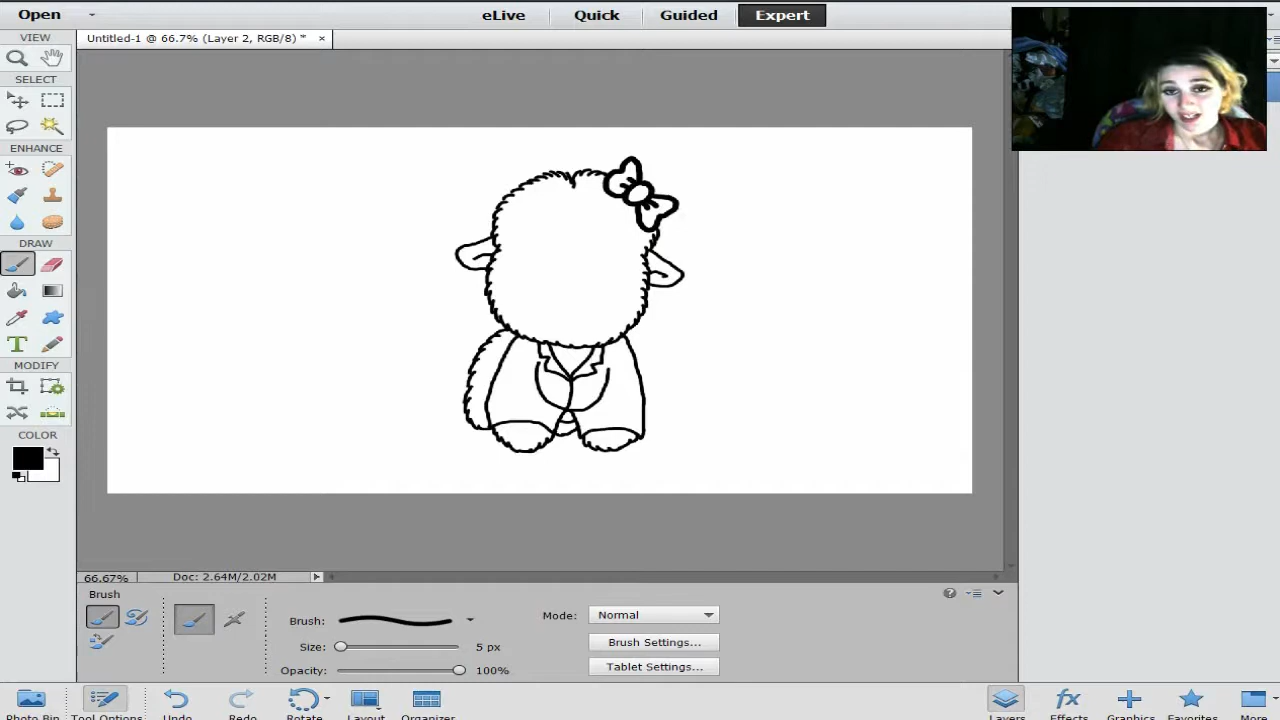 Open
eLive
Quick
Guided
Expert
VIEW
Untitled-1 @ 66.7% (Layer 2, RGB/8) * ×
SELECT
ENHANCE
DRAW
T
MODIFY
COLOR
66.67%
Doc: 2.64M/2.02M
Brush
Brush:
Size:
5 px
Opacity:
100%
Mode:
Normal
Brush Settings...
Tablet Settings...
Photo Bin
Tool Options
Undo
Redo
Rotate
Layout
Organizer
fx
Layers
Effects
Graphics
Favorites
More